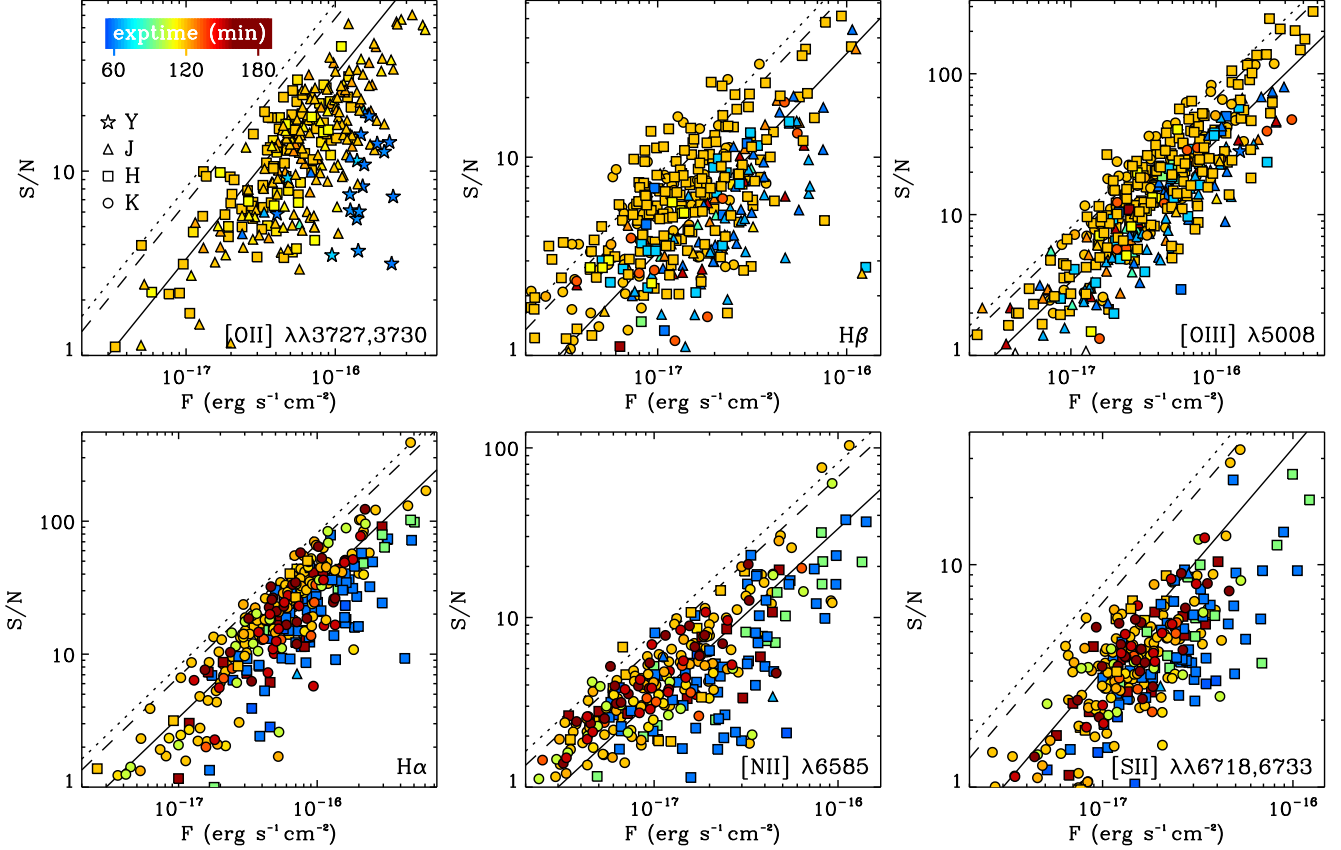 exptime (min)
60 120 180
Y
J
H
K
10
1
S/N
[OII] λλ3727,3730
10⁻¹⁷ 10⁻¹⁶
F (erg s⁻¹ cm⁻²)
10
1
S/N
Hβ
10⁻¹⁷ 10⁻¹⁶
F (erg s⁻¹ cm⁻²)
100
10
1
S/N
[OIII] λ5008
10⁻¹⁷ 10⁻¹⁶
F (erg s⁻¹ cm⁻²)
100
10
1
S/N
Hα
10⁻¹⁷ 10⁻¹⁶
F (erg s⁻¹ cm⁻²)
100
10
1
S/N
[NII] λ6585
10⁻¹⁷ 10⁻¹⁶
F (erg s⁻¹ cm⁻²)
10
1
S/N
[SII] λλ6718,6733
10⁻¹⁷ 10⁻¹⁶
F (erg s⁻¹ cm⁻²)